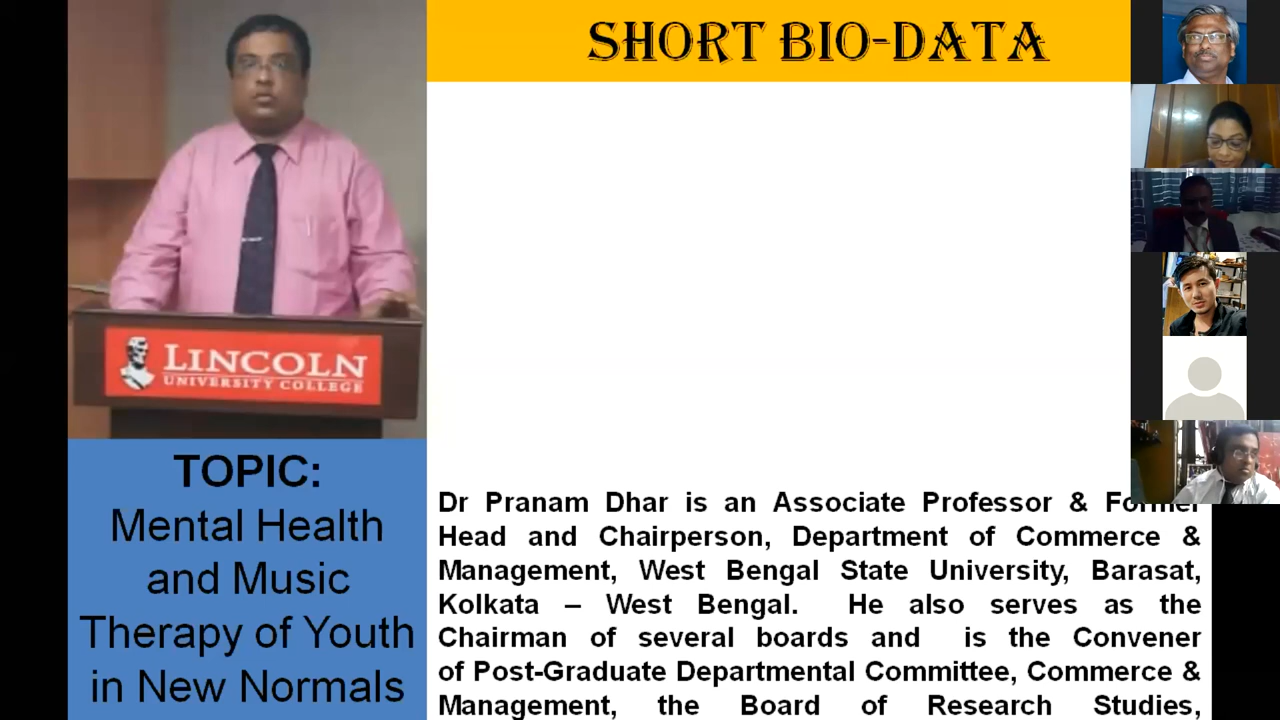 SHORT BIO-DATA
LINCOLN
UNIVERSITY COLLEGE
TOPIC:
Mental Health
and Music
Therapy of Youth
in New Normals
Dr Pranam Dhar is an Associate Professor & Former
Head and Chairperson, Department of Commerce &
Management, West Bengal State University, Barasat,
Kolkata – West Bengal. He also serves as the
Chairman of several boards and is the Convener
of Post-Graduate Departmental Committee, Commerce &
Management, the Board of Research Studies,